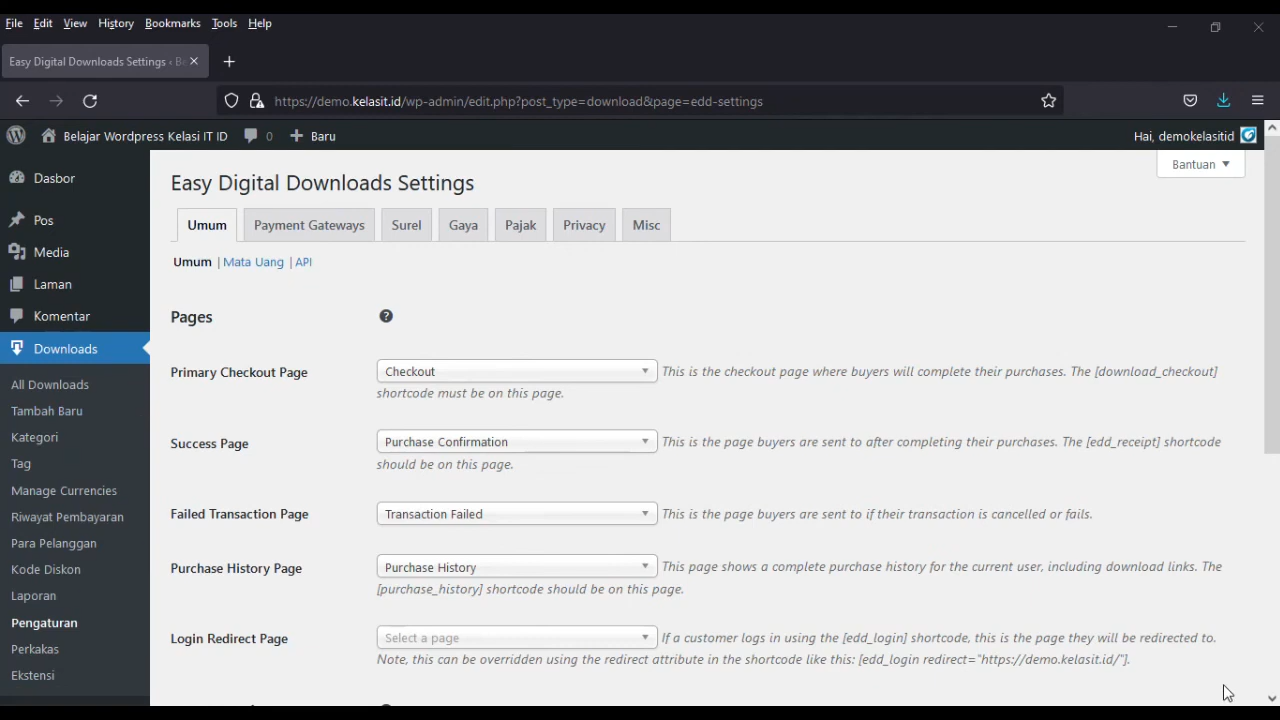 File Edit View History Bookmarks Tools Help
Easy Digital Downloads Settings ‹ Be
https://demo.kelasit.id/wp-admin/edit.php?post_type=download&page=edd-settings
Belajar Wordpress Kelasi IT ID 0 + Baru
Hai, demokelasitid
Bantuan
Dasbor
Pos
Media
Laman
Komentar
Downloads
All Downloads
Tambah Baru
Kategori
Tag
Manage Currencies
Riwayat Pembayaran
Para Pelanggan
Kode Diskon
Laporan
Pengaturan
Perkakas
Ekstensi
Easy Digital Downloads Settings
Umum Payment Gateways Surel Gaya Pajak Privacy Misc
Umum | Mata Uang | API
Pages
Primary Checkout Page Checkout This is the checkout page where buyers will complete their purchases. The [download_checkout]
shortcode must be on this page.
Success Page Purchase Confirmation This is the page buyers are sent to after completing their purchases. The [edd_receipt] shortcode
should be on this page.
Failed Transaction Page Transaction Failed This is the page buyers are sent to if their transaction is cancelled or fails.
Purchase History Page Purchase History This page shows a complete purchase history for the current user, including download links. The
[purchase_history] shortcode should be on this page.
Login Redirect Page Select a page If a customer logs in using the [edd_login] shortcode, this is the page they will be redirected to.
Note, this can be overridden using the redirect attribute in the shortcode like this: [edd_login redirect="https://demo.kelasit.id/"].